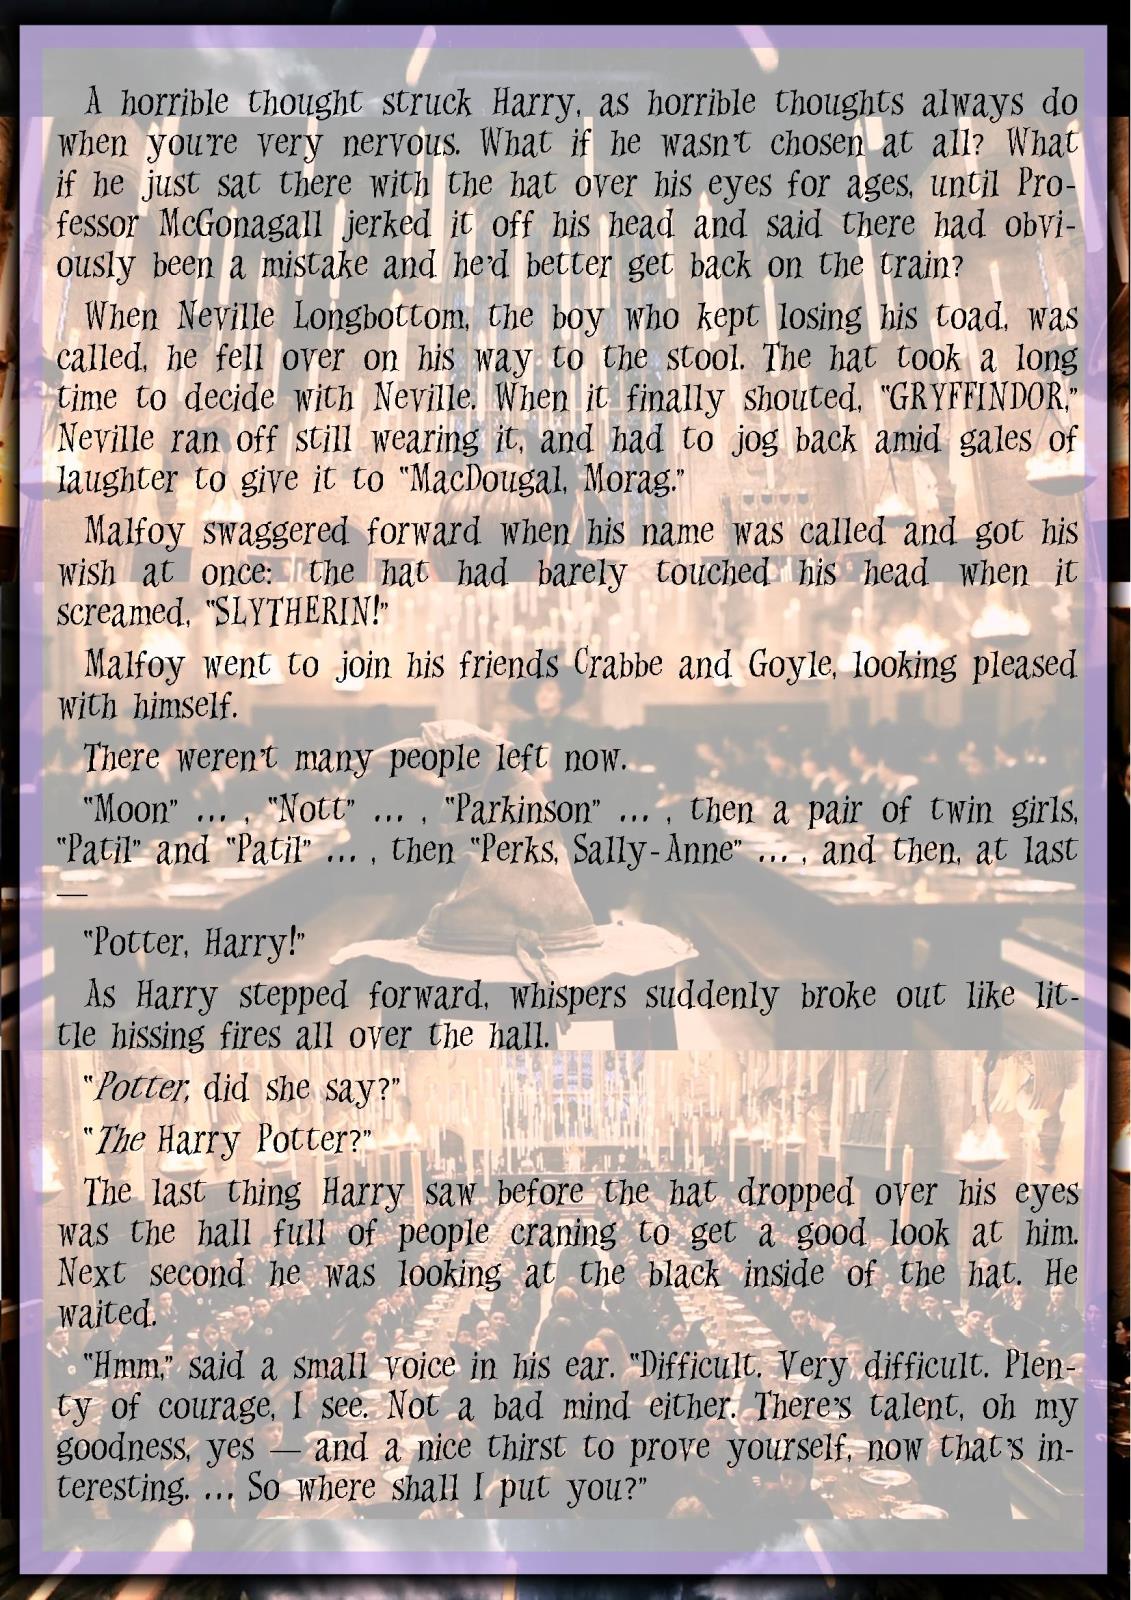 A horrible thought struck Harry, as horrible thoughts always do
when you're very nervous. What if he wasn't chosen at all? What
if he just sat there with the hat over his eyes for ages, until Pro-
fessor McGonagall jerked it off his head and said there had obvi-
ously been a mistake and he'd better get back on the train?
When Neville Longbottom, the boy who kept losing his toad, was
called, he fell over on his way to the stool. The hat took a long
time to decide with Neville. When it finally shouted, "GRYFFINDOR,"
Neville ran off still wearing it, and had to jog back amid gales of
laughter to give it to "MacDougal, Morag."
Malfoy swaggered forward when his name was called and got his
wish at once: the hat had barely touched his head when it
screamed, "SLYTHERIN!"
Malfoy went to join his friends Crabbe and Goyle, looking pleased
with himself.
There weren't many people left now.
"Moon" ... , "Nott" ... , "Parkinson" ... , then a pair of twin girls,
"Patil" and "Patil" ... , then "Perks, Sally-Anne" ... , and then, at last
—
"Potter, Harry!"
As Harry stepped forward, whispers suddenly broke out like lit-
tle hissing fires all over the hall.
"Potter, did she say?"
"The Harry Potter?"
The last thing Harry saw before the hat dropped over his eyes
was the hall full of people craning to get a good look at him.
Next second he was looking at the black inside of the hat. He
waited.
"Hmm," said a small voice in his ear. "Difficult. Very difficult. Plen-
ty of courage, I see. Not a bad mind either. There's talent, oh my
goodness, yes — and a nice thirst to prove yourself, now that's in-
teresting. ... So where shall I put you?"